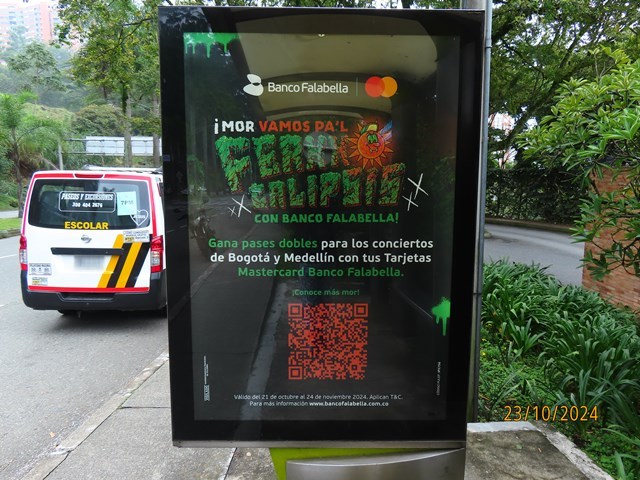 Banco Falabella
¡MOR VAMOS PA'L
FERXXO
CALIPSIS
CON BANCO FALABELLA!
Gana pases dobles para los conciertos
de Bogotá y Medellín con tus Tarjetas
Mastercard Banco Falabella.
¡Conoce más mor!
Válido del 21 de octubre al 24 de noviembre 2024. Aplican T&C.
Para más información www.bancofalabella.com.co
PASEOS Y EXCURSIONES
ESCOLAR
23/10/2024